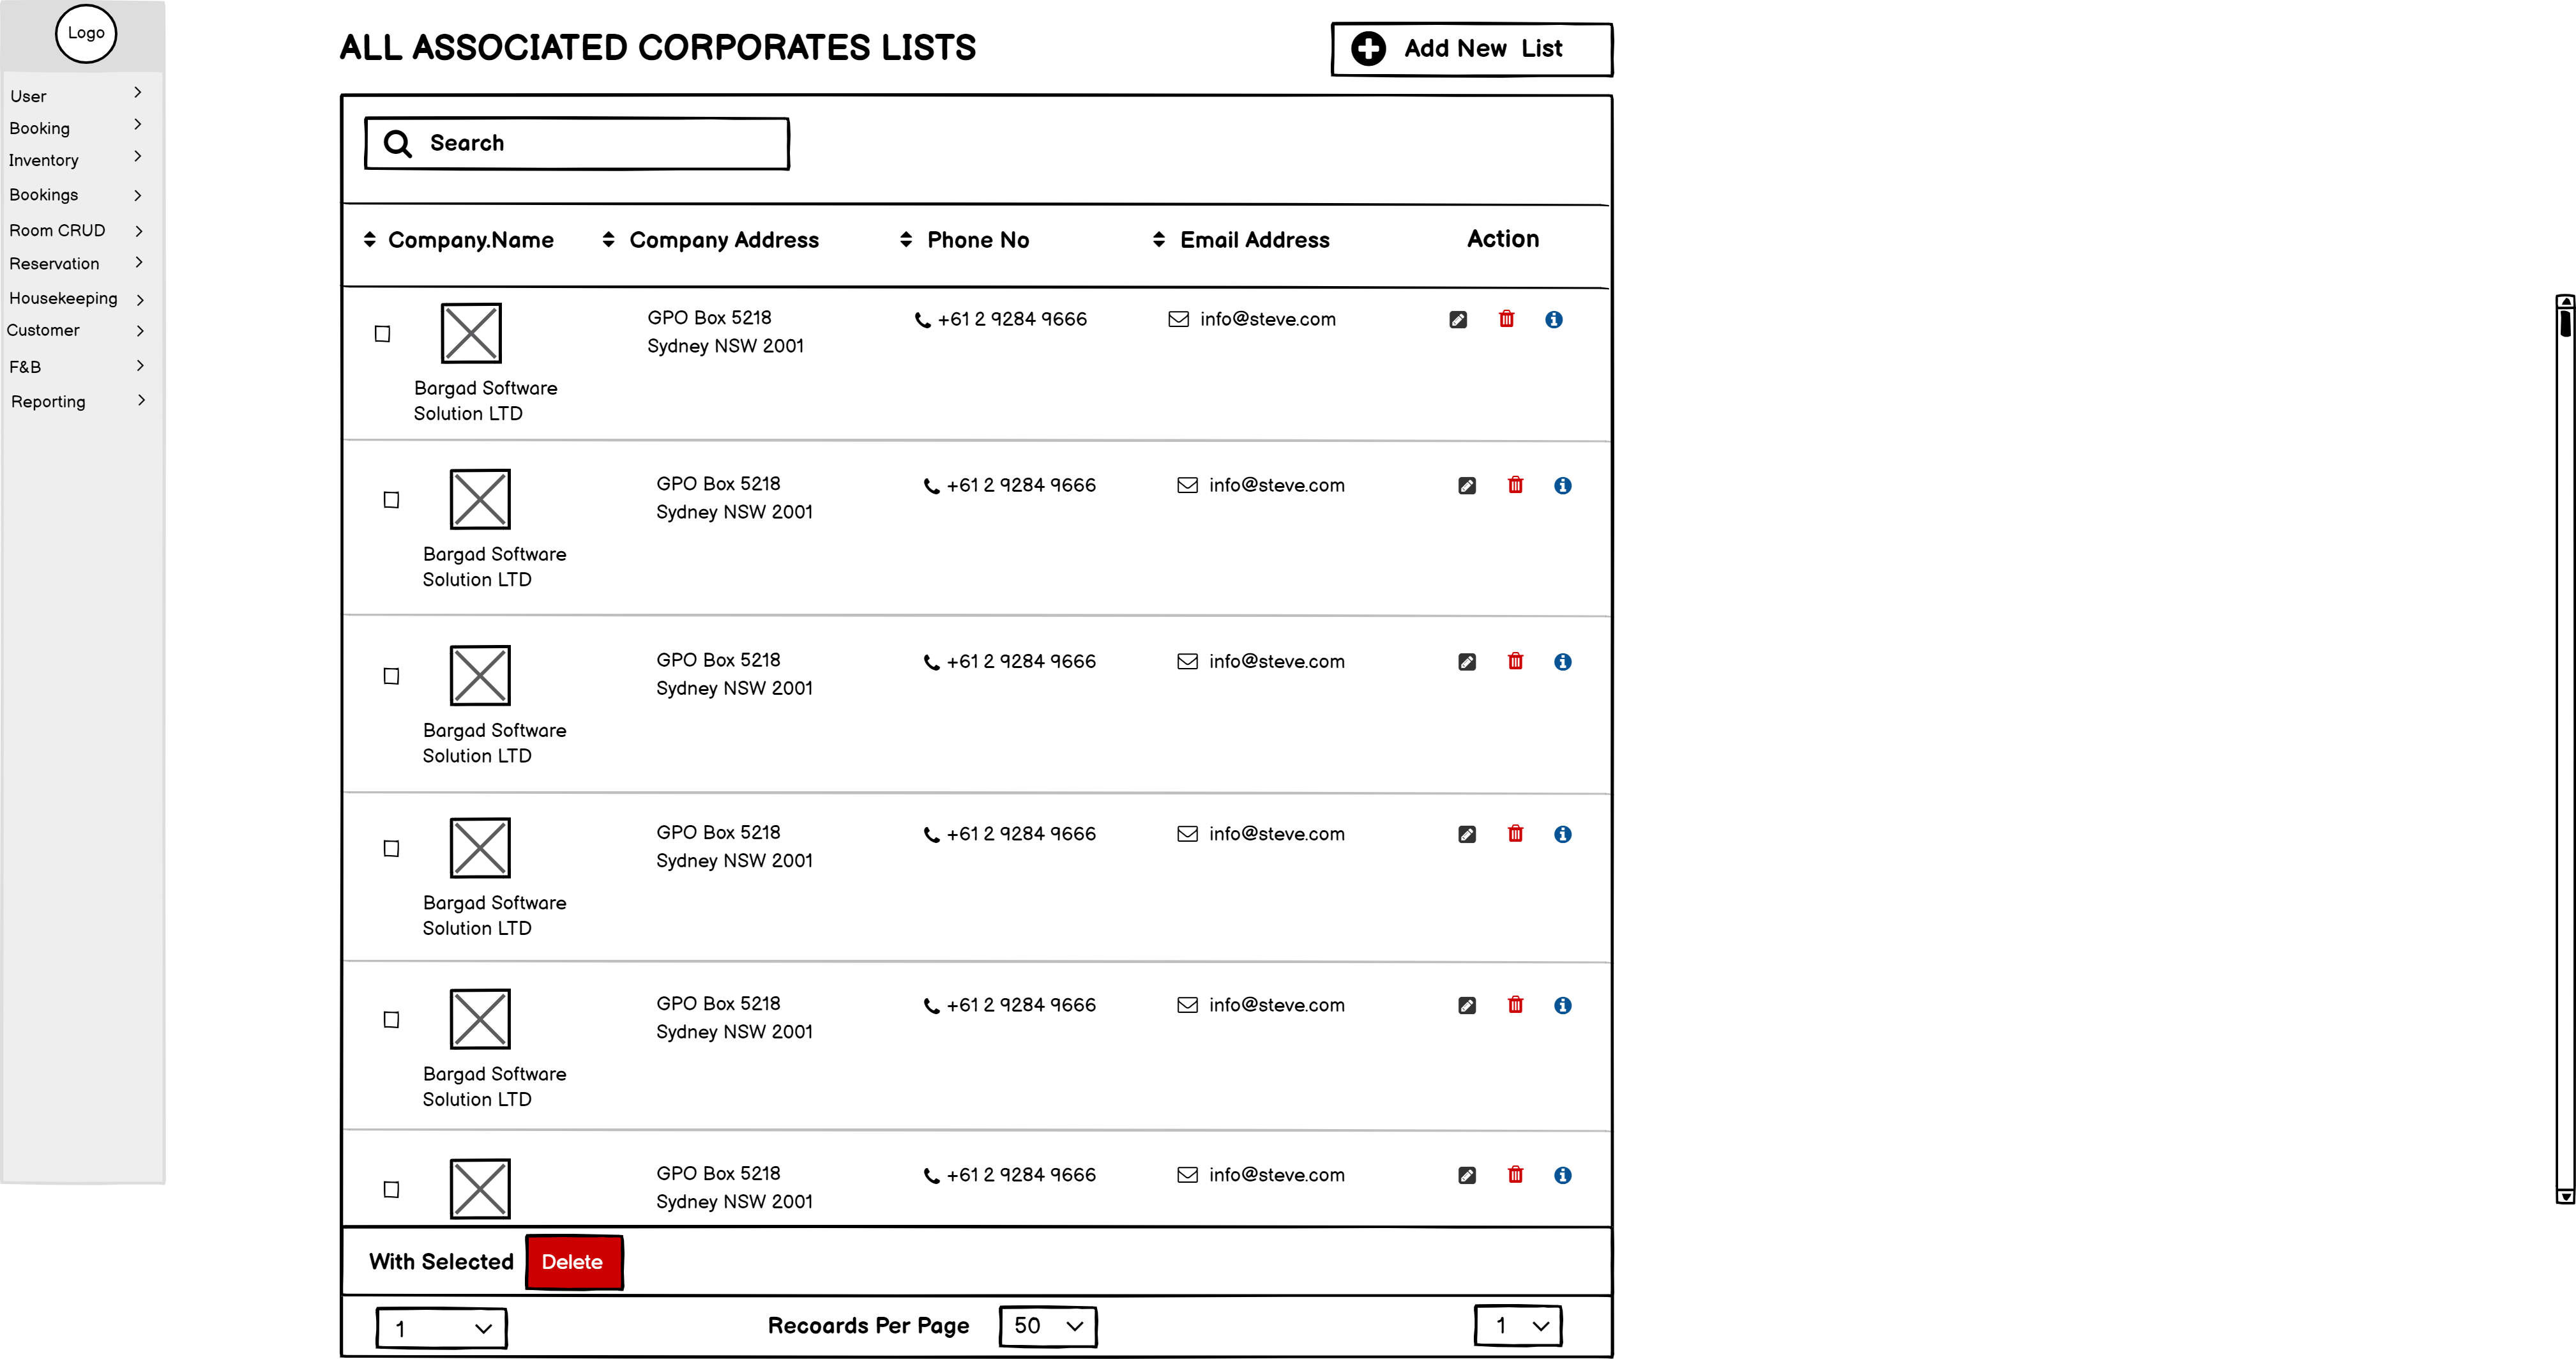 Logo
User
Booking
Inventory
Bookings
Room CRUD
Reservation
Housekeeping
Customer
F&B
Reporting
ALL ASSOCIATED CORPORATES LISTS
Add New List
Search
Company.Name Company Address Phone No Email Address Action
GPO Box 5218 +61 2 9284 9666 info@steve.com
Sydney NSW 2001
Bargad Software
Solution LTD
GPO Box 5218 +61 2 9284 9666 info@steve.com
Sydney NSW 2001
Bargad Software
Solution LTD
GPO Box 5218 +61 2 9284 9666 info@steve.com
Sydney NSW 2001
Bargad Software
Solution LTD
GPO Box 5218 +61 2 9284 9666 info@steve.com
Sydney NSW 2001
Bargad Software
Solution LTD
GPO Box 5218 +61 2 9284 9666 info@steve.com
Sydney NSW 2001
Bargad Software
Solution LTD
GPO Box 5218 +61 2 9284 9666 info@steve.com
Sydney NSW 2001
With Selected Delete
1 Recoards Per Page 50 1